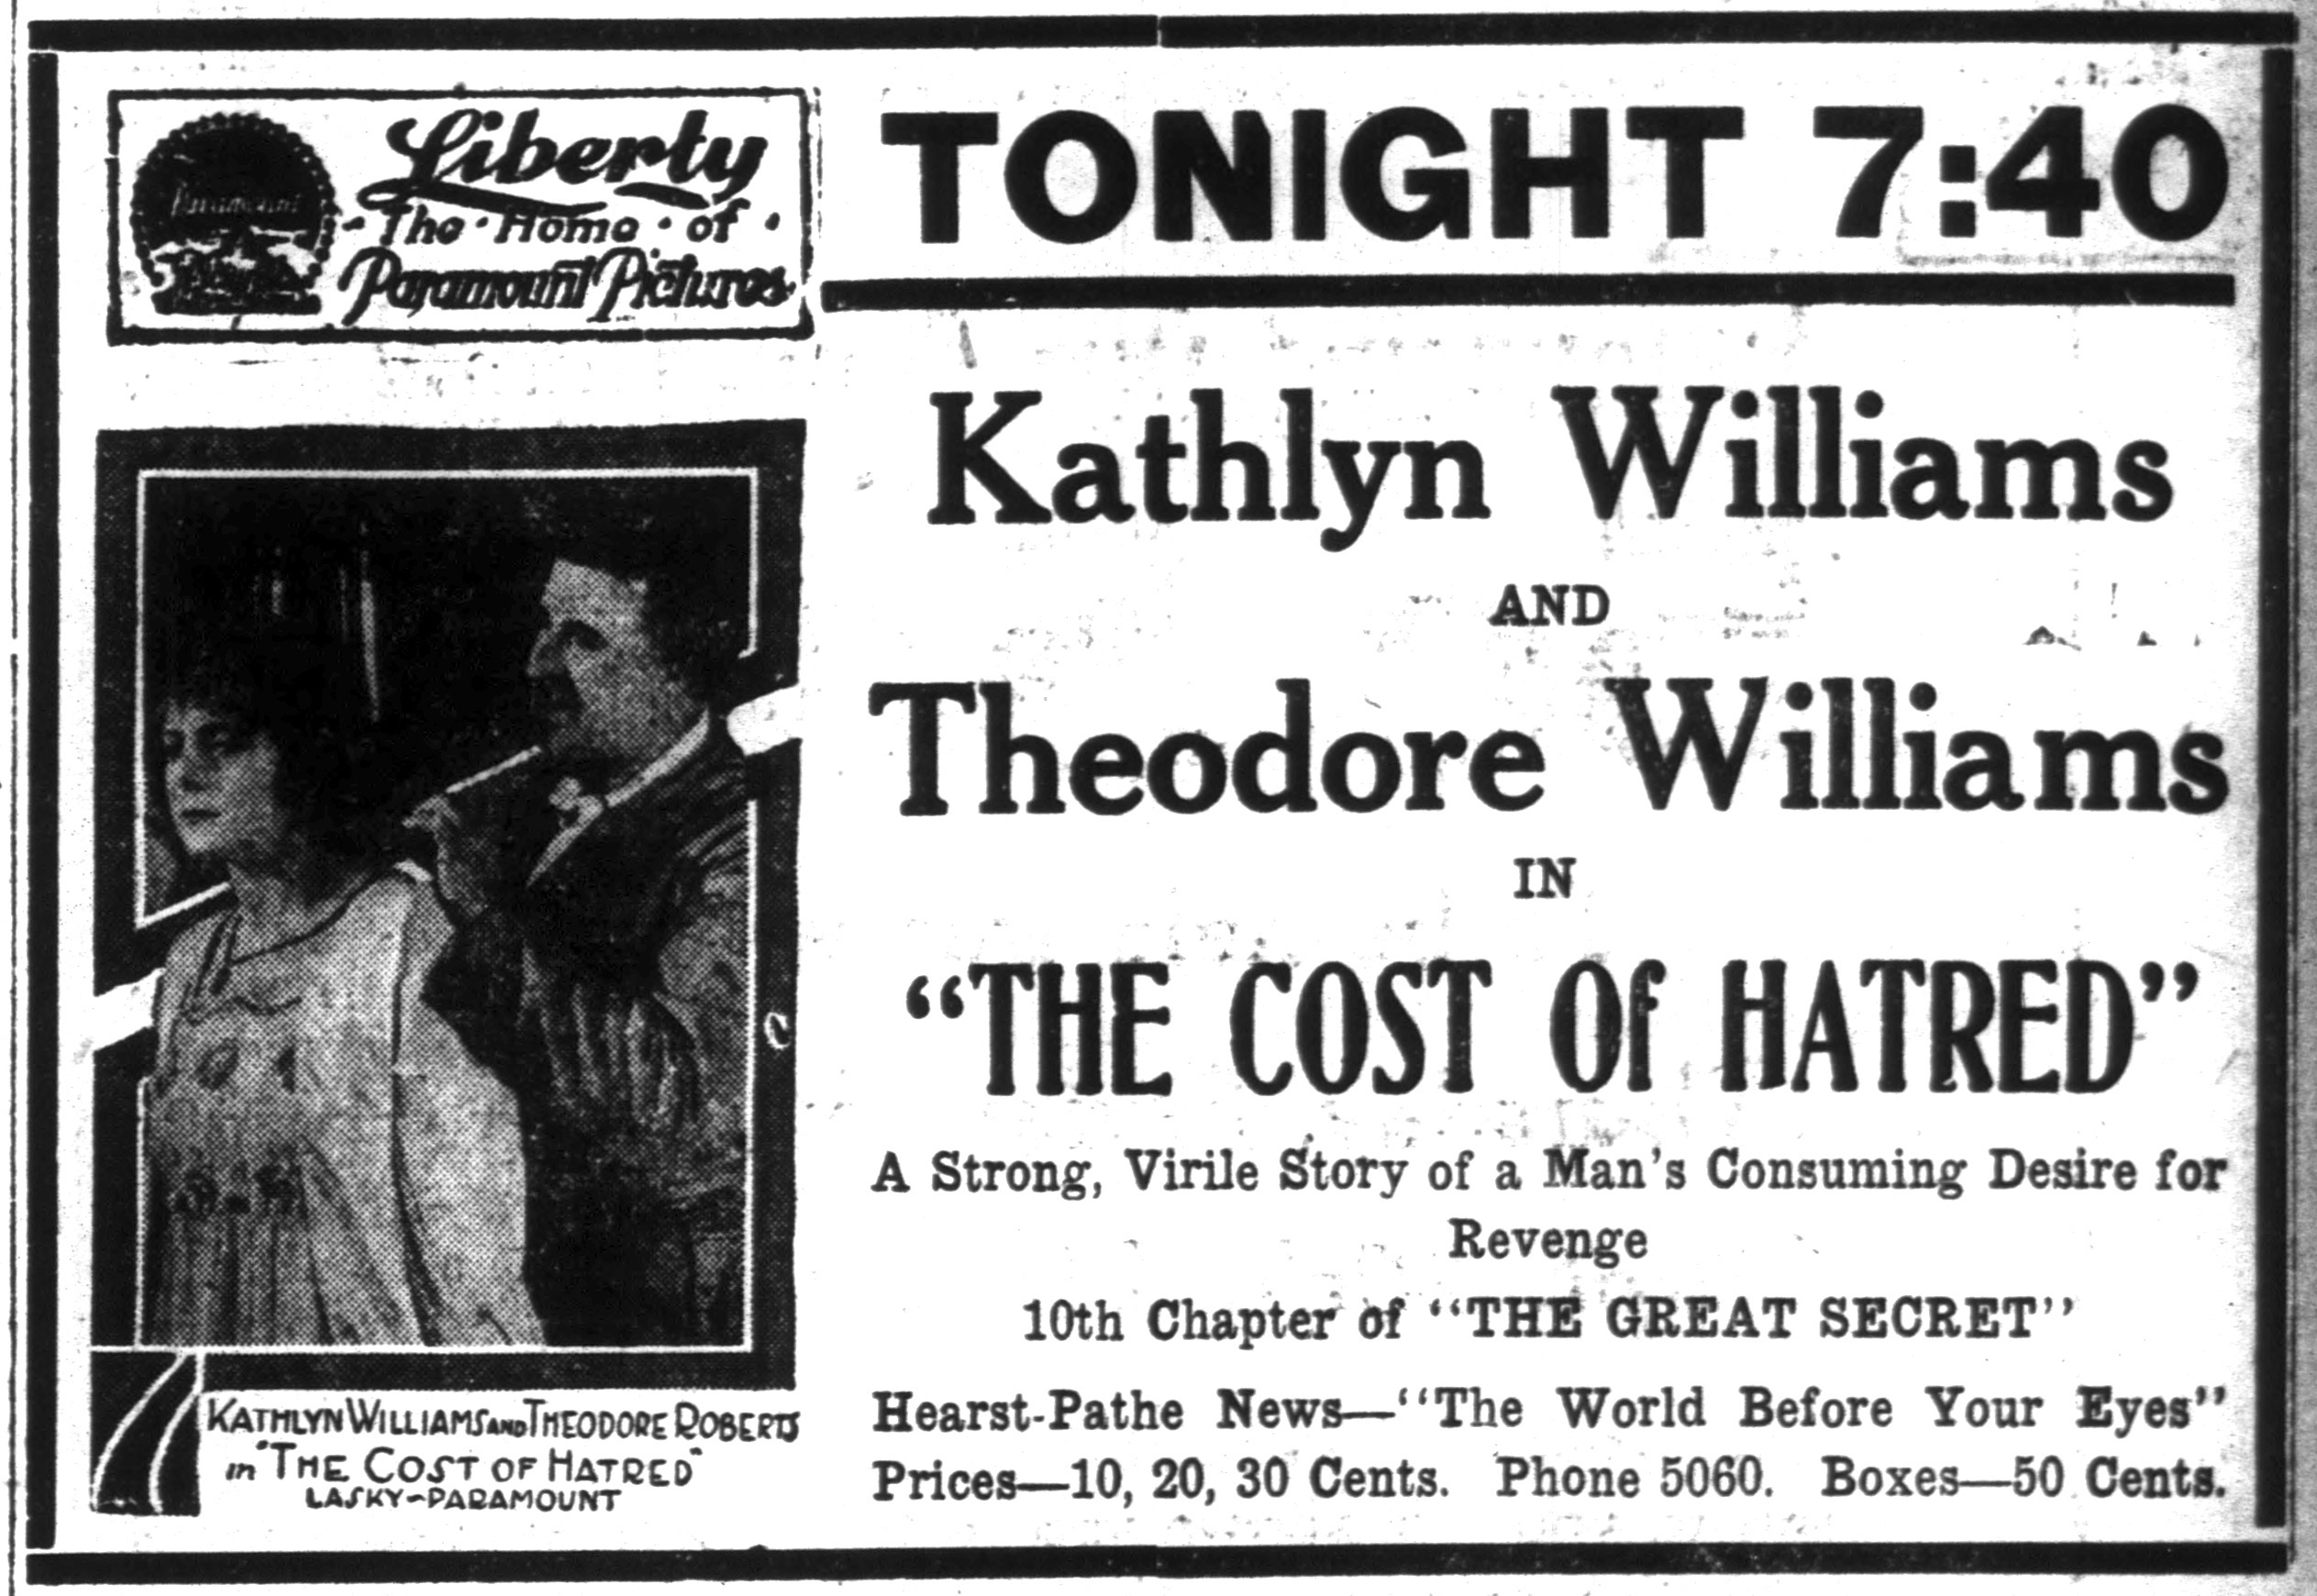 Paramount
Liberty
The · Home · of
Paramount Pictures
TONIGHT 7:40
Kathlyn Williams
AND
Theodore Williams
IN
“THE COST Of HATRED”
A Strong, Virile Story of a Man's Consuming Desire for
Revenge
10th Chapter of “THE GREAT SECRET”
Hearst-Pathe News—“The World Before Your Eyes”
Prices—10, 20, 30 Cents. Phone 5060. Boxes—50 Cents.
KATHLYN WILLIAMS AND THEODORE ROBERTS
in "THE COST OF HATRED"
LASKY-PARAMOUNT